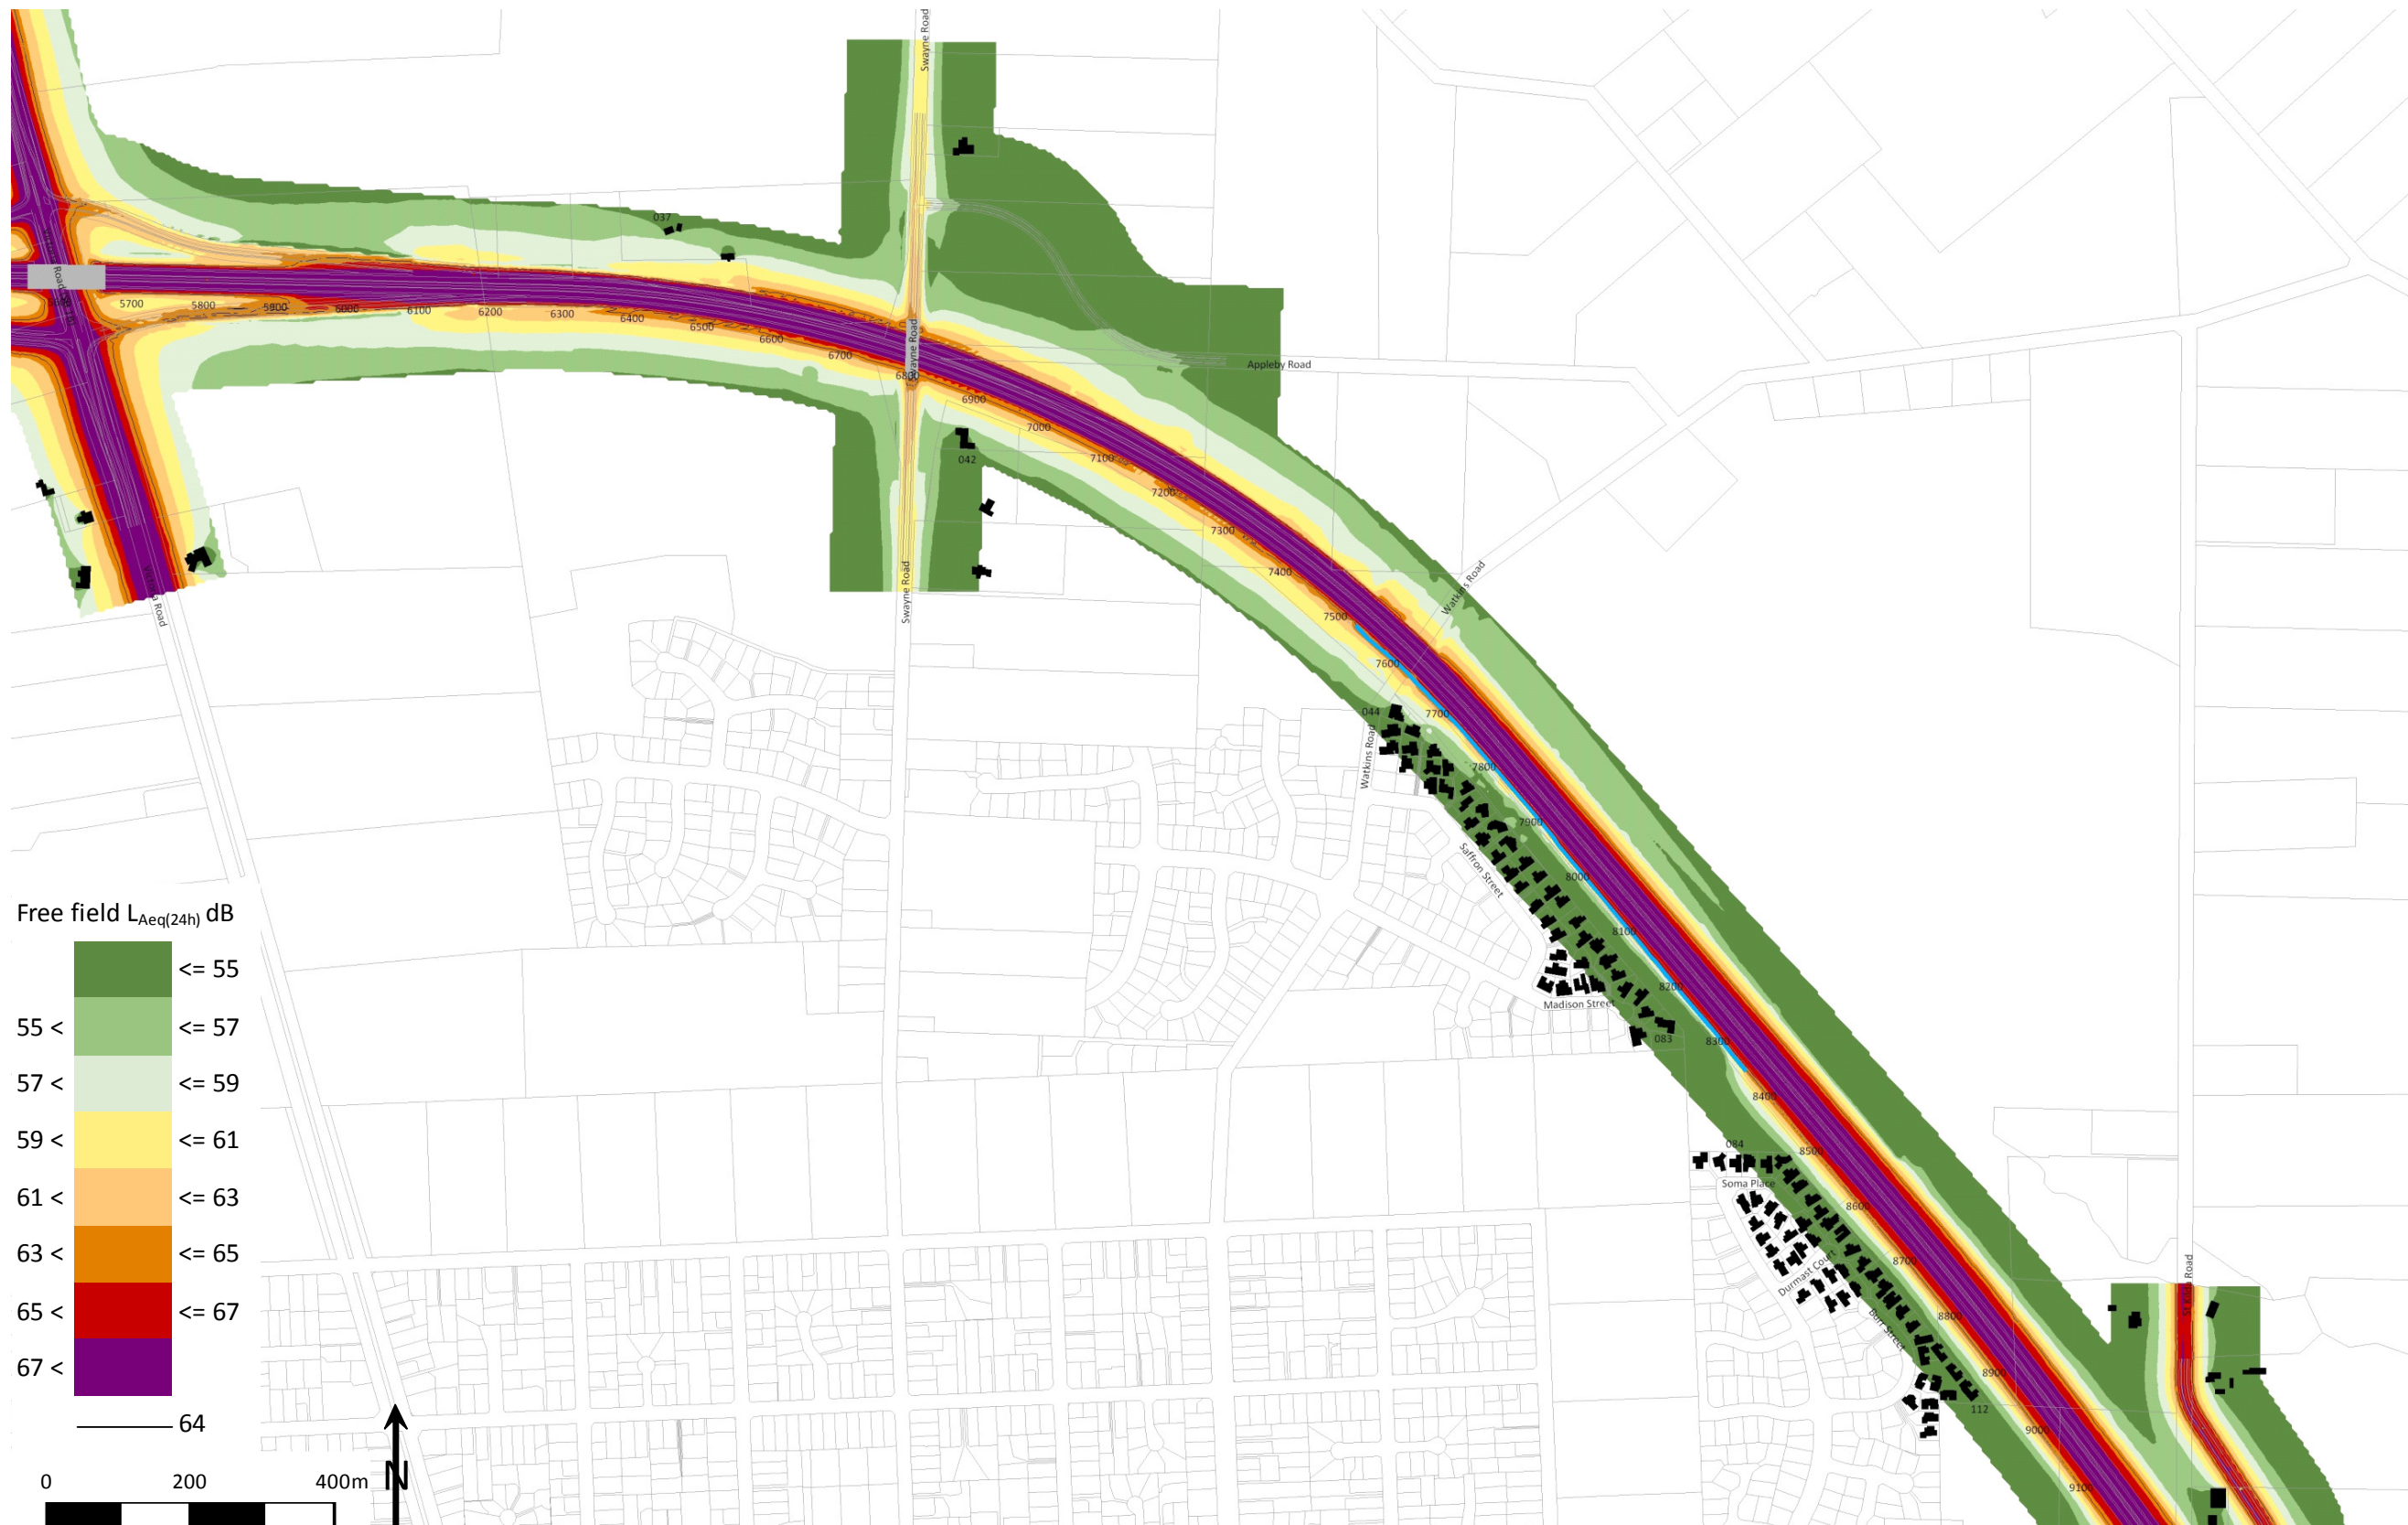 Swayne Road
037
5700
5800
5900
6000
6100
6200
6300
6400
6500
6600
6700
6800
6900
7000
7100
7200
7300
7400
7500
7600
7700
7800
7900
8000
8100
8200
8300
8400
8500
8600
8700
8800
8900
9000
9100
Swayne Road
Appleby Road
042
Swayne Road
Watkins Road
044
Watkins Road
Saffron Street
Madison Street
083
084
Soma Place
Durmast Court
Burr Street
112
Free field LAeq(24h) dB
<= 55
55 < <= 57
57 < <= 59
59 < <= 61
61 < <= 63
63 < <= 65
65 < <= 67
67 <
64
0 200 400m
N